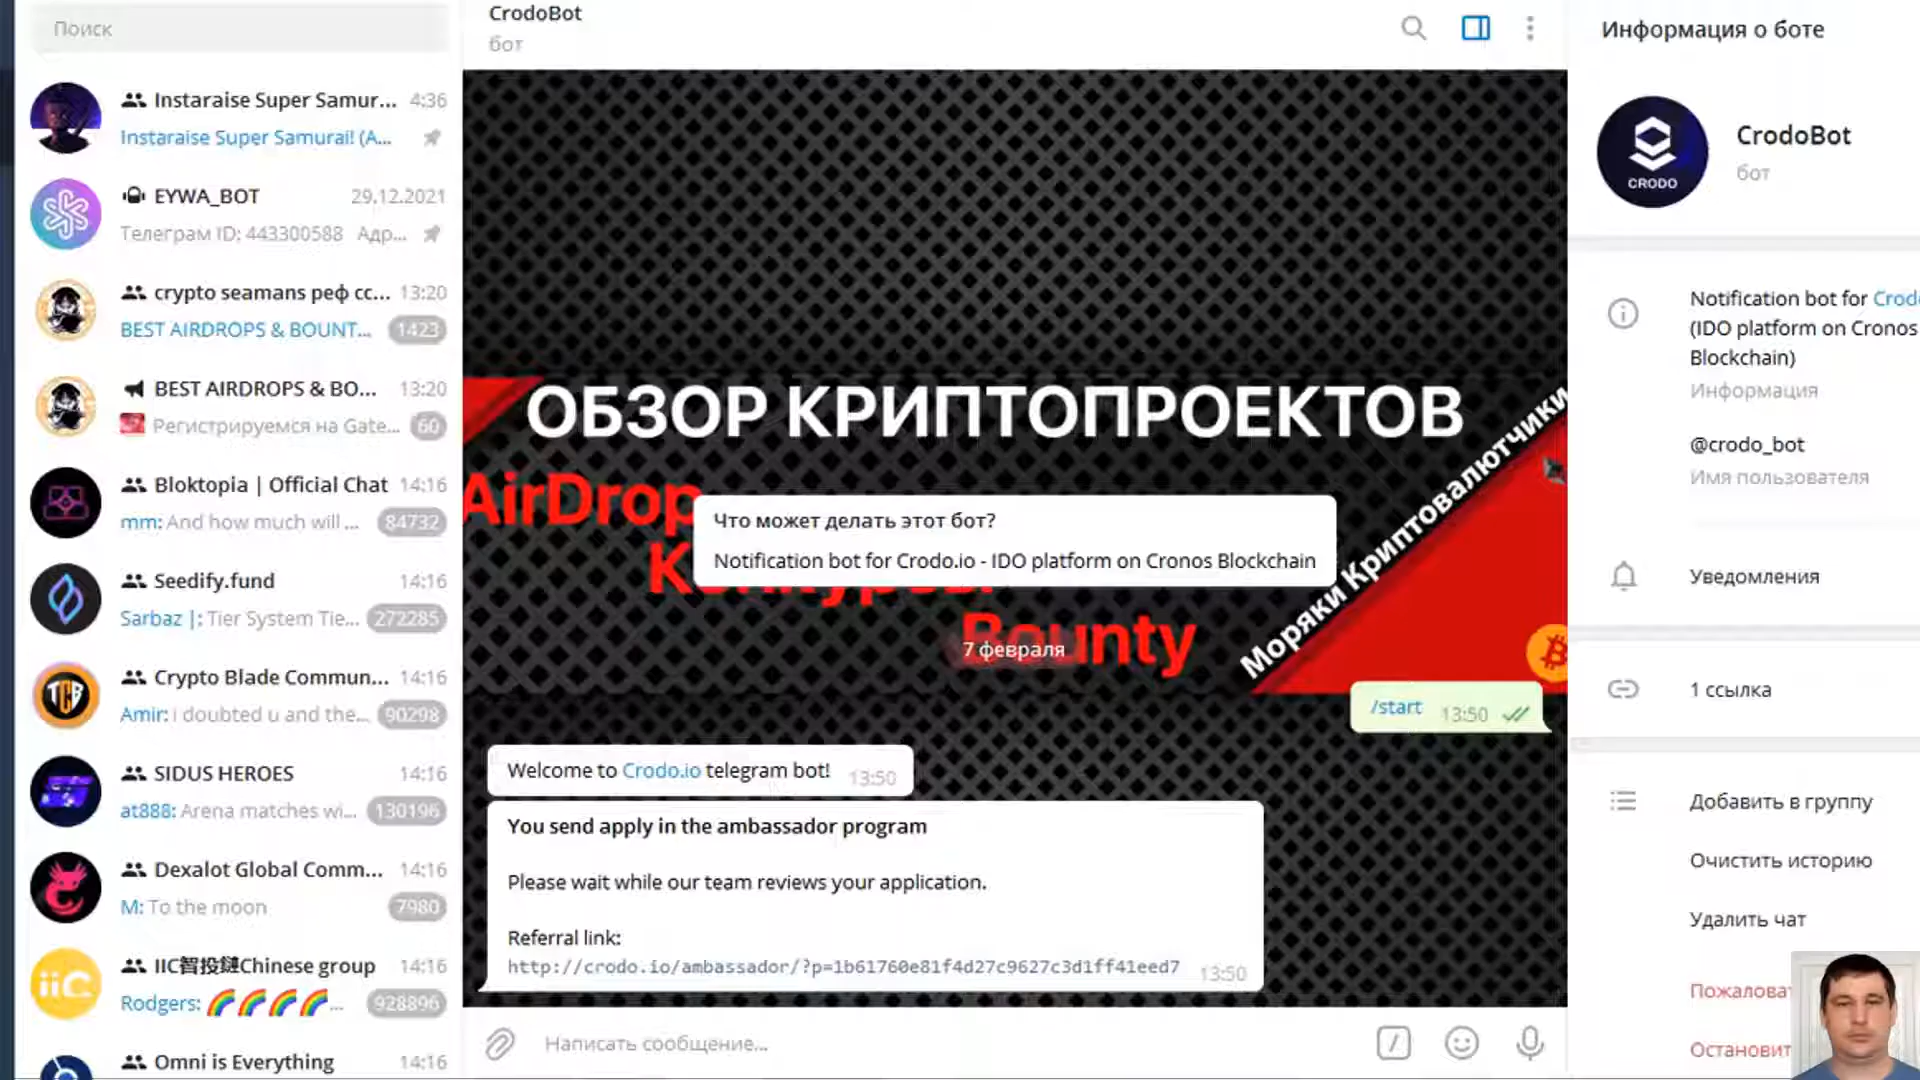 Поиск
Instaraise Super Samur... 4:36
Instaraise Super Samurai! (A...
EYWA_BOT 29.12.2021
Телеграм ID: 443300588 Адр...
crypto seamans реф сс... 13:20
BEST AIRDROPS & BOUNT... 1423
BEST AIRDROPS & BO... 13:20
Регистрируемся на Gate... 60
Bloktopia | Official Chat 14:16
mm: And how much will ... 84732
Seedify.fund 14:16
Sarbaz |: Tier System Tie... 272285
Crypto Blade Commun... 14:16
Amir: i doubted u and the... 90298
SIDUS HEROES 14:16
at888: Arena matches wi... 130196
Dexalot Global Comm... 14:16
M: To the moon 7980
IIC智投鏈Chinese group 14:16
Rodgers: 🌈🌈🌈🌈... 928896
Omni is Everything 14:16
CrodoBot
бот
ОБЗОР КРИПТОПРОЕКТОВ
AirDrop
Bounty
Моряки Криптовалютчики
Что может делать этот бот?
Notification bot for Crodo.io - IDO platform on Cronos Blockchain
7 февраля
/start 13:50
Welcome to Crodo.io telegram bot! 13:50
You send apply in the ambassador program
Please wait while our team reviews your application.
Referral link:
http://crodo.io/ambassador/?p=1b61760e81f4d27c9627c3d1ff41eed7 13:50
Написать сообщение...
Информация о боте
CRODO
CrodoBot
бот
Notification bot for Crod
(IDO platform on Cronos
Blockchain)
Информация
@crodo_bot
Имя пользователя
Уведомления
1 ссылка
Добавить в группу
Очистить историю
Удалить чат
Пожалова
Остановит